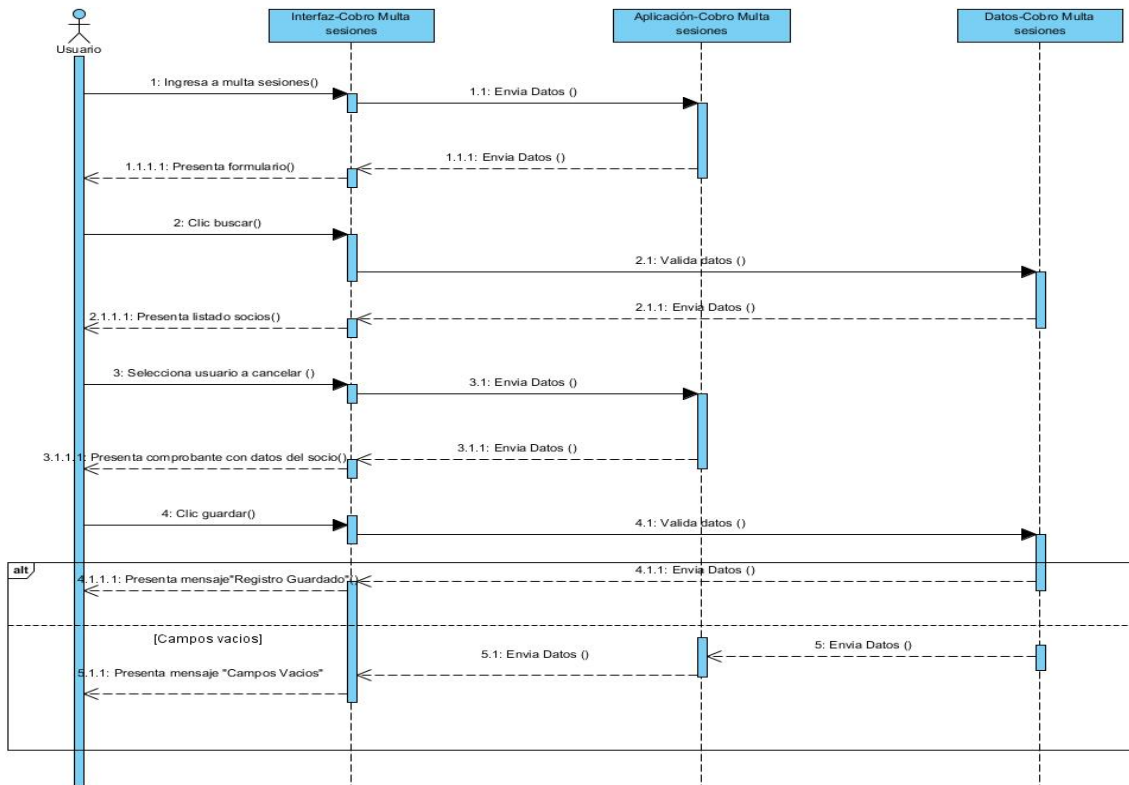 Interfaz-Cobro Multa
sesiones
Aplicación-Cobro Multa
sesiones
Datos-Cobro Multa
sesiones
Usuario
1: Ingresa a multa sesiones()
1.1: Envia Datos ()
1.1.1: Envia Datos ()
1.1.1.1: Presenta formulario()
2: Clic buscar()
2.1: Valida datos ()
2.1.1: Envia Datos ()
2.1.1.1: Presenta listado socios()
3: Selecciona usuario a cancelar ()
3.1: Envia Datos ()
3.1.1: Envia Datos ()
3.1.1.1: Presenta comprobante con datos del socio()
4: Clic guardar()
4.1: Valida datos ()
alt
4.1.1: Envia Datos ()
4.1.1.1: Presenta mensaje"Registro Guardado"()
[Campos vacios]
5: Envia Datos ()
5.1: Envia Datos ()
5.1.1: Presenta mensaje "Campos Vacios"